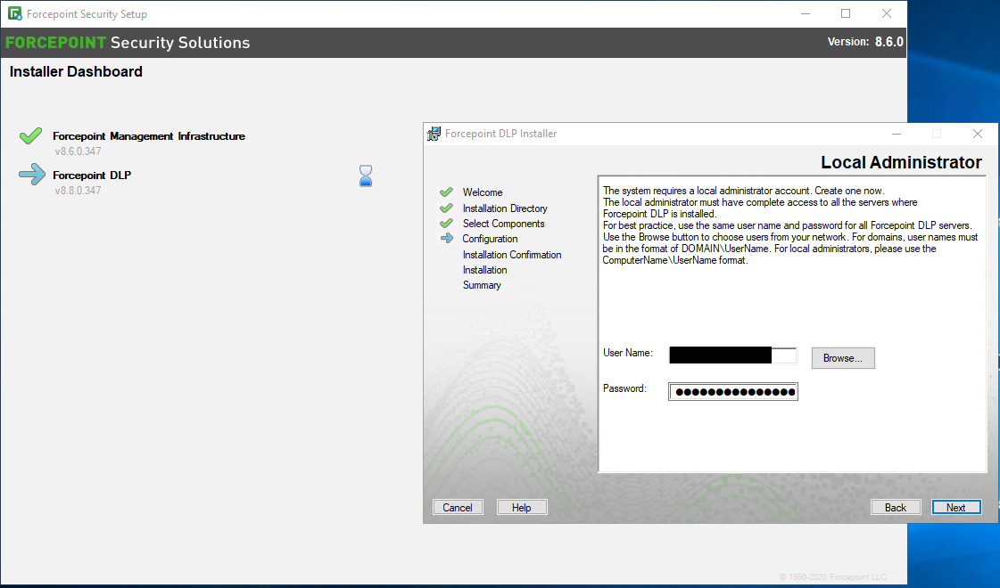 Forcepoint Security Setup
FORCEPOINT Security Solutions
Version: 8.6.0
Installer Dashboard
Forcepoint Management Infrastructure
v8.6.0.347
Forcepoint DLP
v8.8.0.347
Forcepoint DLP Installer
Local Administrator
Welcome
Installation Directory
Select Components
Configuration
Installation Confirmation
Installation
Summary
The system requires a local administrator account. Create one now.
The local administrator must have complete access to all the servers where
Forcepoint DLP is installed.
For best practice, use the same user name and password for all Forcepoint DLP servers.
Use the Browse button to choose users from your network. For domains, user names must
be in the format of DOMAIN\UserName. For local administrators, please use the
ComputerName\UserName format.
User Name:
Browse...
Password:
Cancel
Help
Back
Next
© 1996-2020 Forcepoint LLC